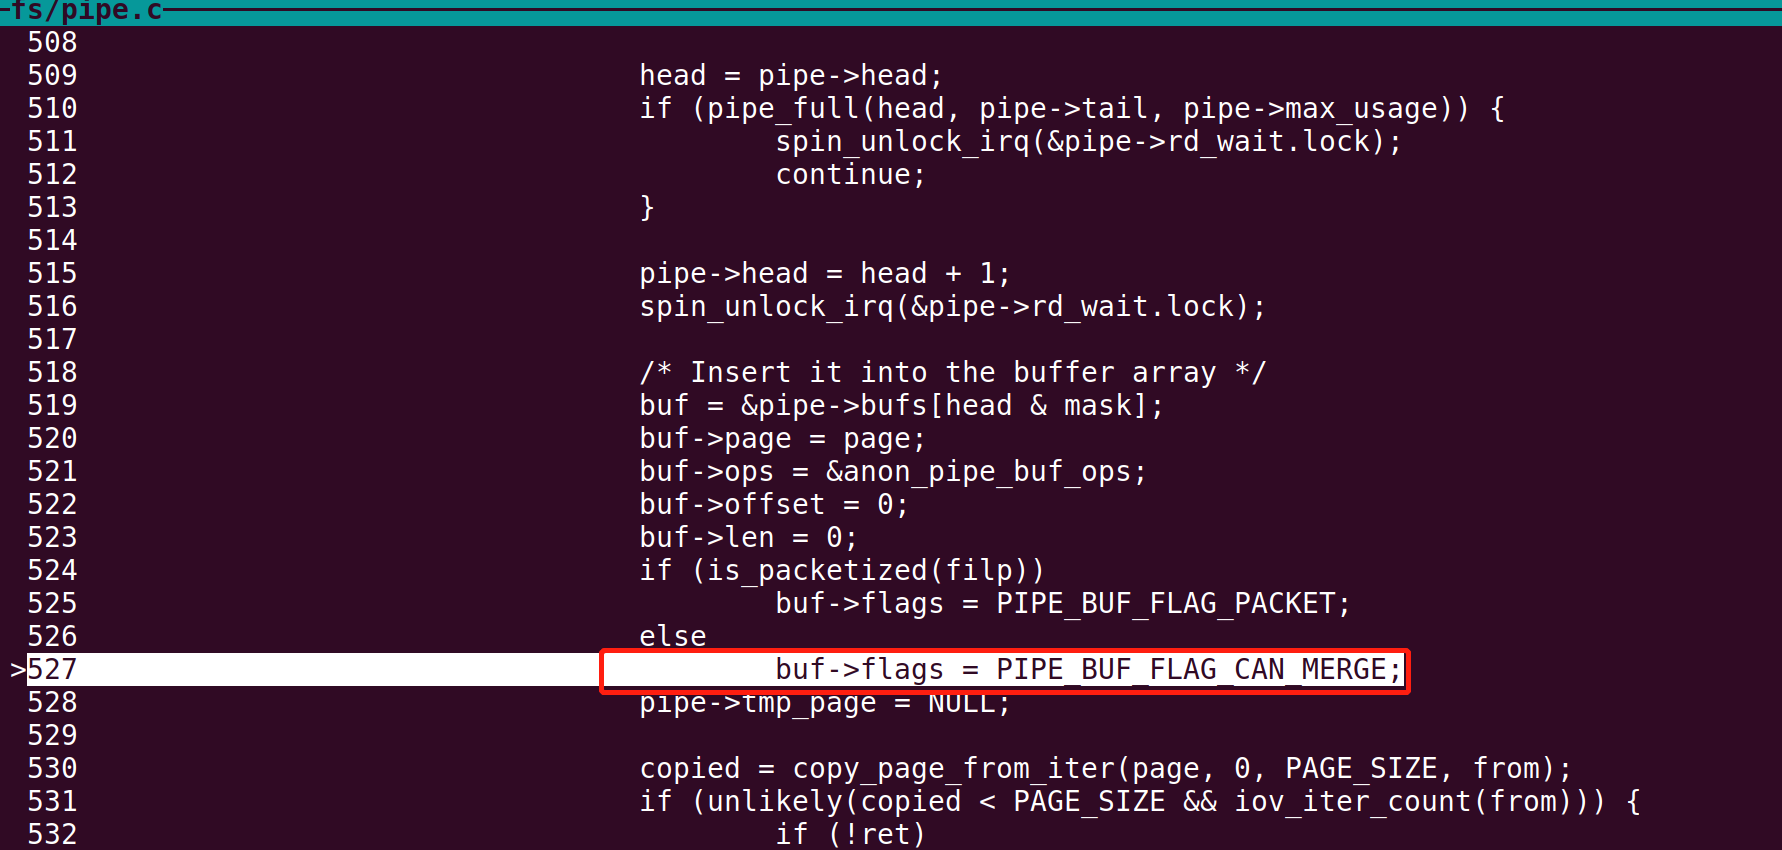 fs/pipe.c
508
509 head = pipe->head;
510 if (pipe_full(head, pipe->tail, pipe->max_usage)) {
511 spin_unlock_irq(&pipe->rd_wait.lock);
512 continue;
513 }
514
515 pipe->head = head + 1;
516 spin_unlock_irq(&pipe->rd_wait.lock);
517
518 /* Insert it into the buffer array */
519 buf = &pipe->bufs[head & mask];
520 buf->page = page;
521 buf->ops = &anon_pipe_buf_ops;
522 buf->offset = 0;
523 buf->len = 0;
524 if (is_packetized(filp))
525 buf->flags = PIPE_BUF_FLAG_PACKET;
526 else
>527 buf->flags = PIPE_BUF_FLAG_CAN_MERGE;
528 pipe->tmp_page = NULL;
529
530 copied = copy_page_from_iter(page, 0, PAGE_SIZE, from);
531 if (unlikely(copied < PAGE_SIZE && iov_iter_count(from))) {
532 if (!ret)